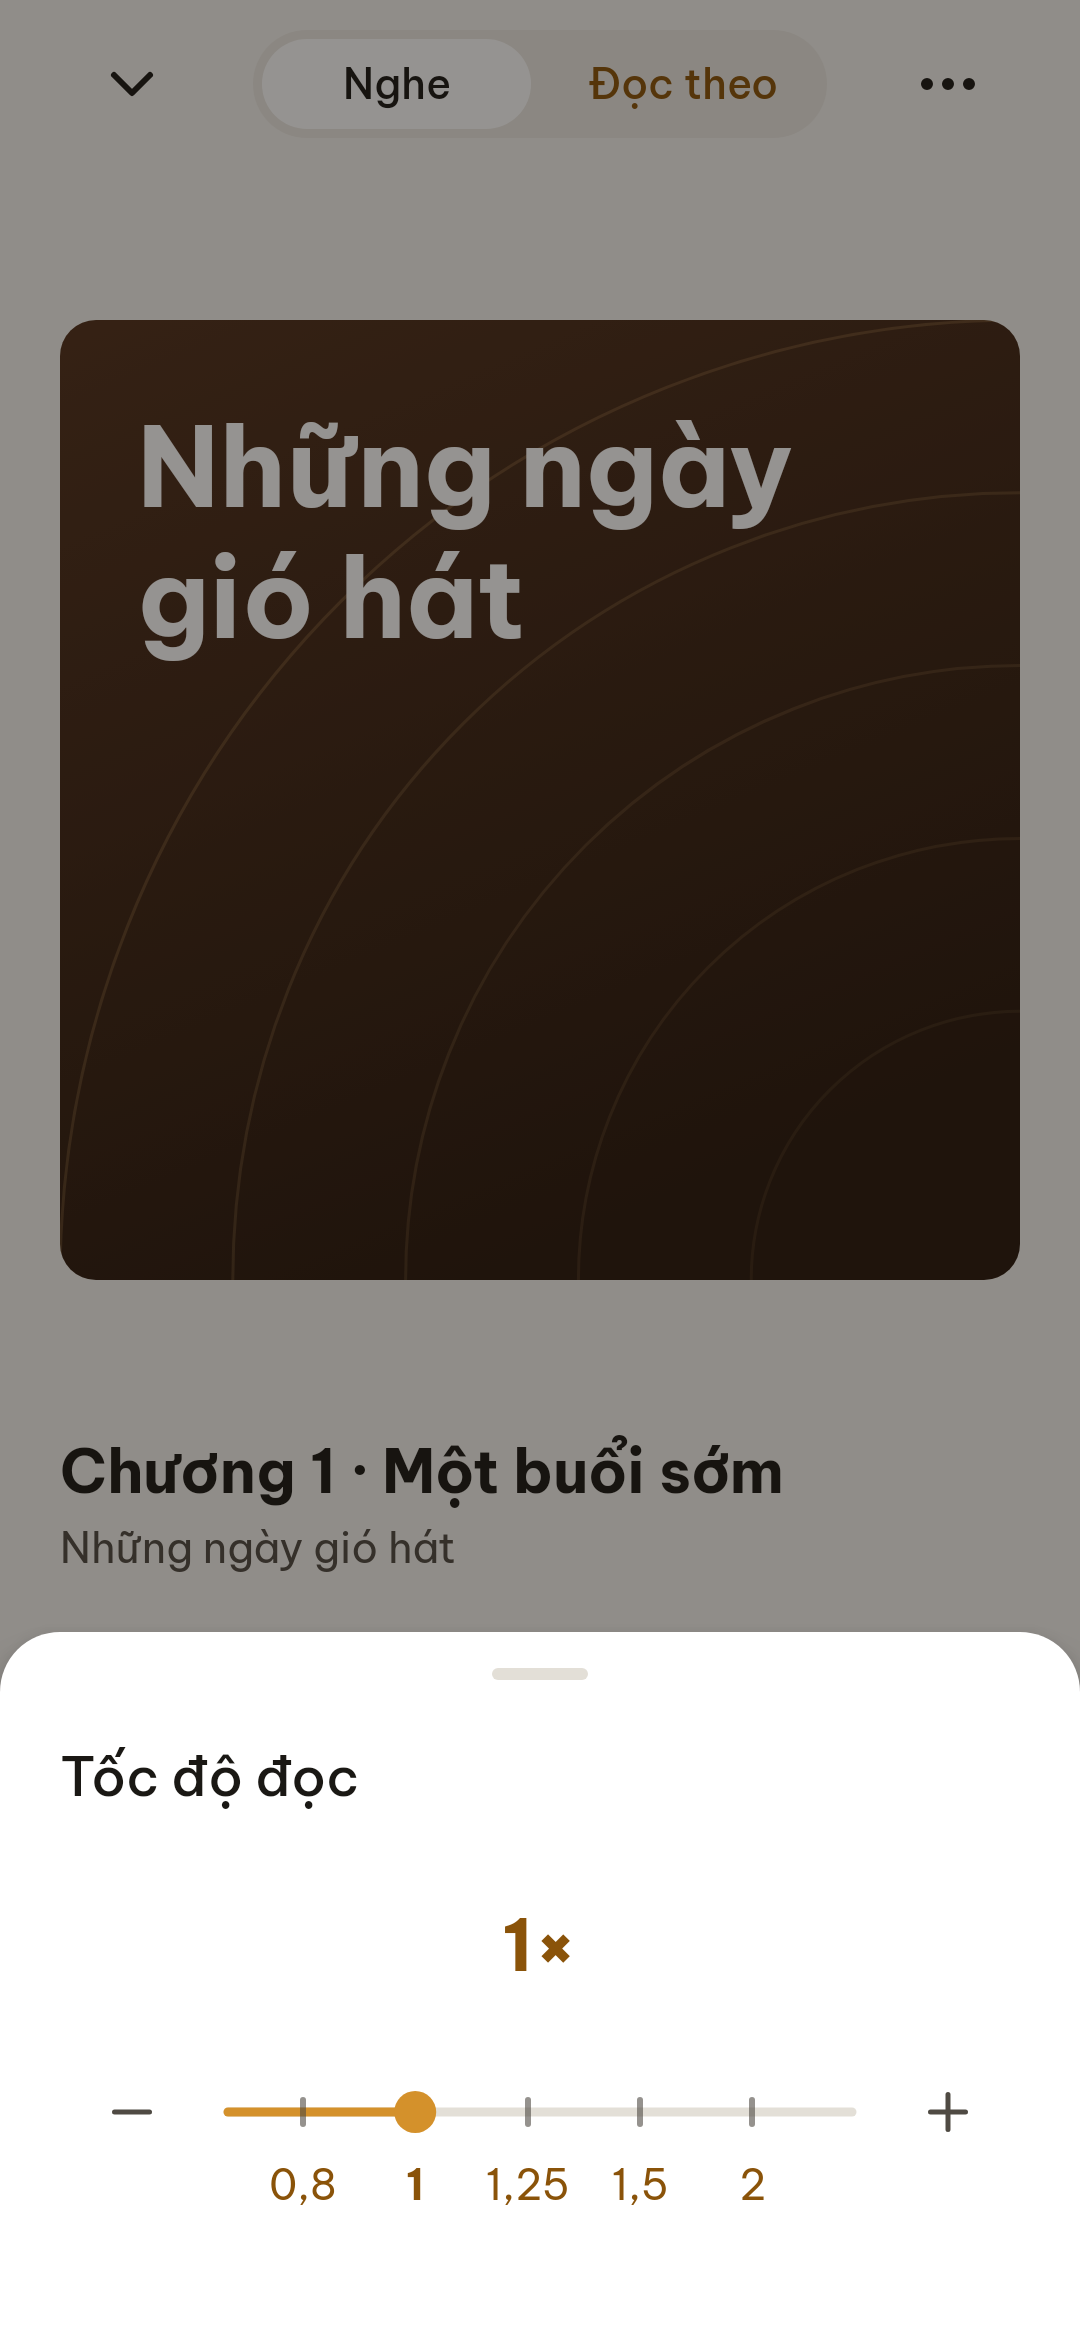 Nghe
Đọc theo
Những ngày
gió hát
Chương 1 · Một buổi sớm
Những ngày gió hát
Tốc độ đọc
1×
0,8 1 1,25 1,5 2